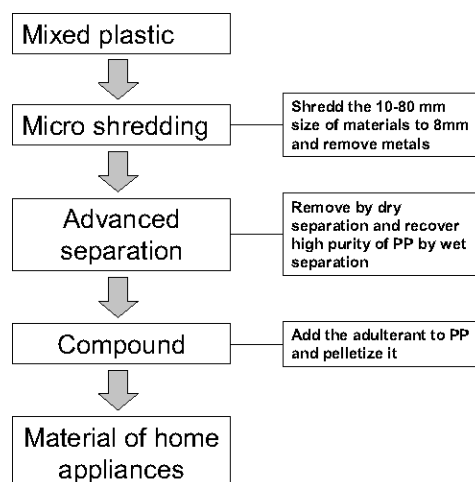 Mixed plastic
Micro shredding
Shredd the 10-80 mm
size of materials to 8mm
and remove metals
Advanced
separation
Remove by dry
separation and recover
high purity of PP by wet
separation
Compound
Add the adulterant to PP
and pelletize it
Material of home
appliances